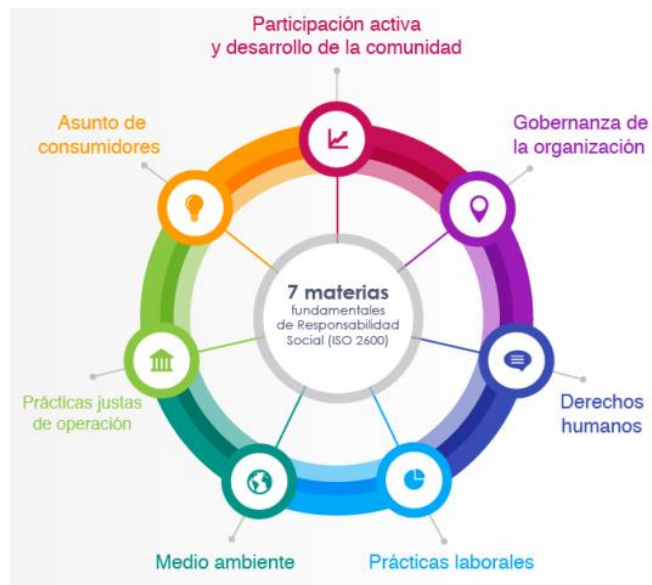 Participación activa
y desarrollo de la comunidad
Asunto de
consumidores
Gobernanza de
la organización
7 materias
fundamentales
de Responsabilidad
Social (ISO 2600)
Prácticas justas
de operación
Derechos
humanos
Medio ambiente
Prácticas laborales